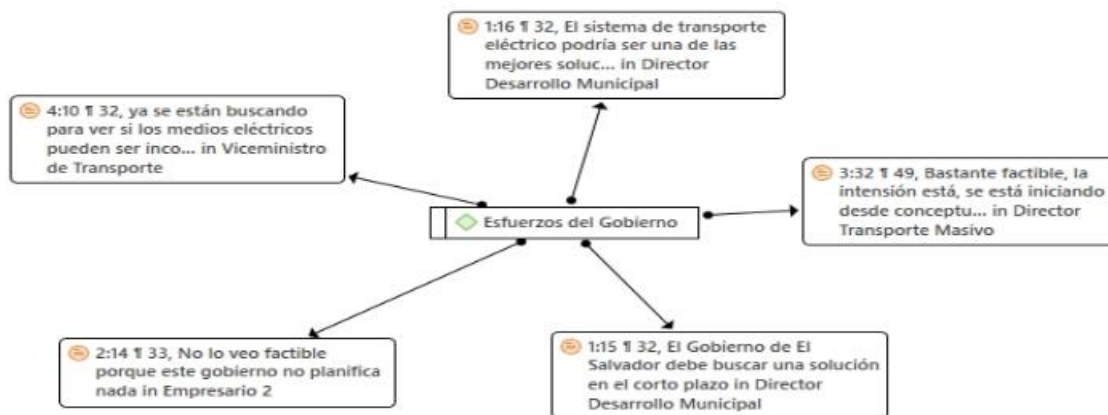 1:16 ¶ 32, El sistema de transporte
eléctrico podría ser una de las
mejores soluc... in Director
Desarrollo Municipal
4:10 ¶ 32, ya se están buscando
para ver si los medios eléctricos
pueden ser inco... in Viceministro
de Transporte
3:32 ¶ 49, Bastante factible, la
intensión está, se está iniciando
desde conceptu... in Director
Transporte Masivo
Esfuerzos del Gobierno
2:14 ¶ 33, No lo veo factible
porque este gobierno no planifica
nada in Empresario 2
1:15 ¶ 32, El Gobierno de El
Salvador debe buscar una solución
en el corto plazo in Director
Desarrollo Municipal